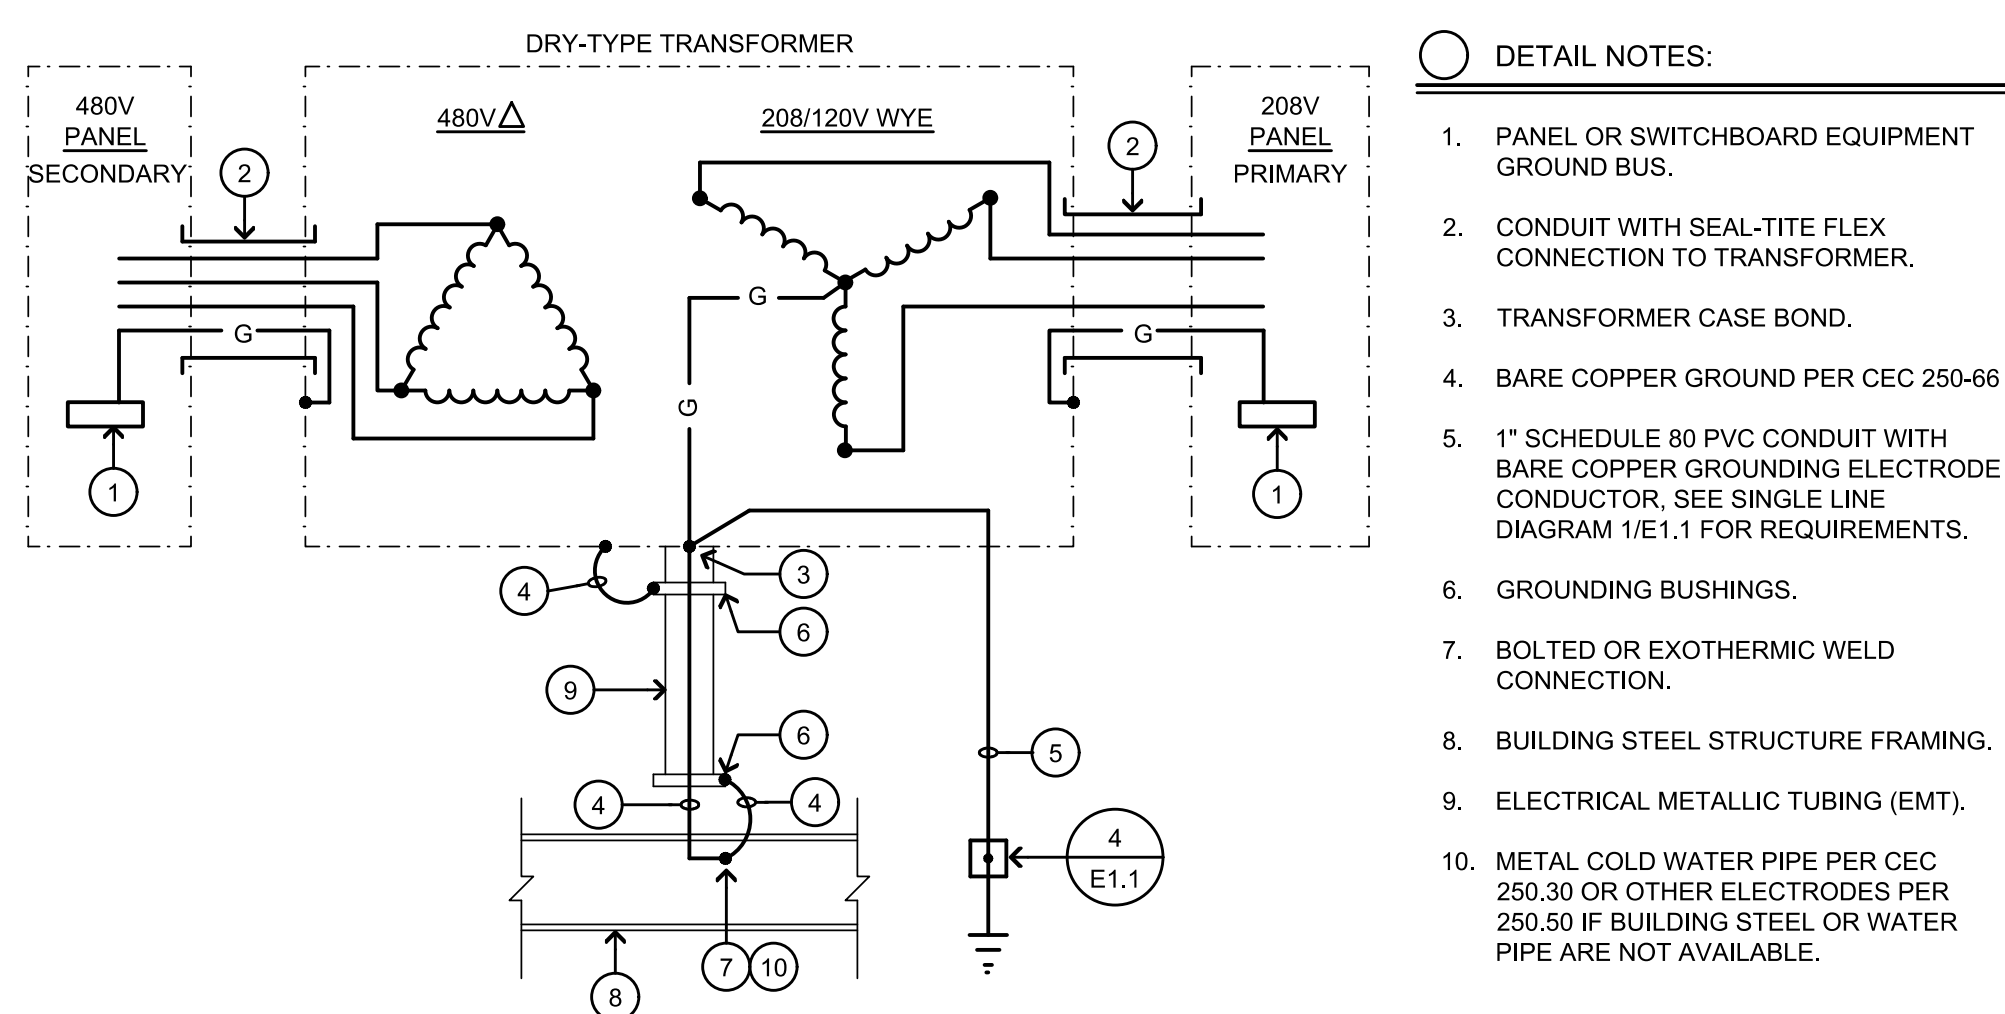 DRY-TYPE TRANSFORMER
480V
PANEL
SECONDARY
480V△
208/120V WYE
208V
PANEL
PRIMARY
2
2
G
G
G
G
1
1
3
4
6
9
6
5
4
4
4
E1.1
7
10
8
DETAIL NOTES:
1. PANEL OR SWITCHBOARD EQUIPMENT
GROUND BUS.
2. CONDUIT WITH SEAL-TITE FLEX
CONNECTION TO TRANSFORMER.
3. TRANSFORMER CASE BOND.
4. BARE COPPER GROUND PER CEC 250-66
5. 1" SCHEDULE 80 PVC CONDUIT WITH
BARE COPPER GROUNDING ELECTRODE
CONDUCTOR, SEE SINGLE LINE
DIAGRAM 1/E1.1 FOR REQUIREMENTS.
6. GROUNDING BUSHINGS.
7. BOLTED OR EXOTHERMIC WELD
CONNECTION.
8. BUILDING STEEL STRUCTURE FRAMING.
9. ELECTRICAL METALLIC TUBING (EMT).
10. METAL COLD WATER PIPE PER CEC
250.30 OR OTHER ELECTRODES PER
250.50 IF BUILDING STEEL OR WATER
PIPE ARE NOT AVAILABLE.